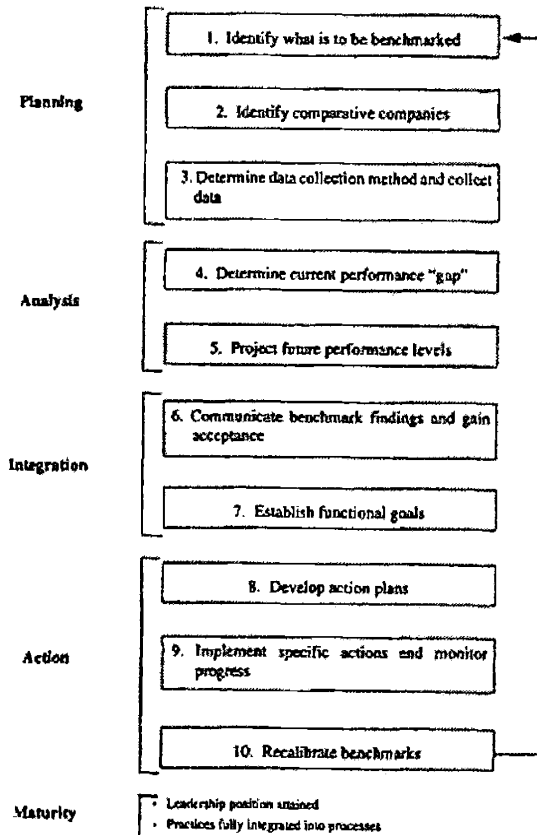 1. Identify what is to be benchmarked
Planning
2. Identify comparative companies
3. Determine data collection method and collect
data
4. Determine current performance "gap"
Analysis
5. Project future performance levels
6. Communicate benchmark findings and gain
acceptance
Integration
7. Establish functional goals
8. Develop action plans
Action
9. Implement specific actions end monitor
progress
10. Recalibrate benchmarks
Maturity
• Leadership position attained
• Practices fully integrated into processes